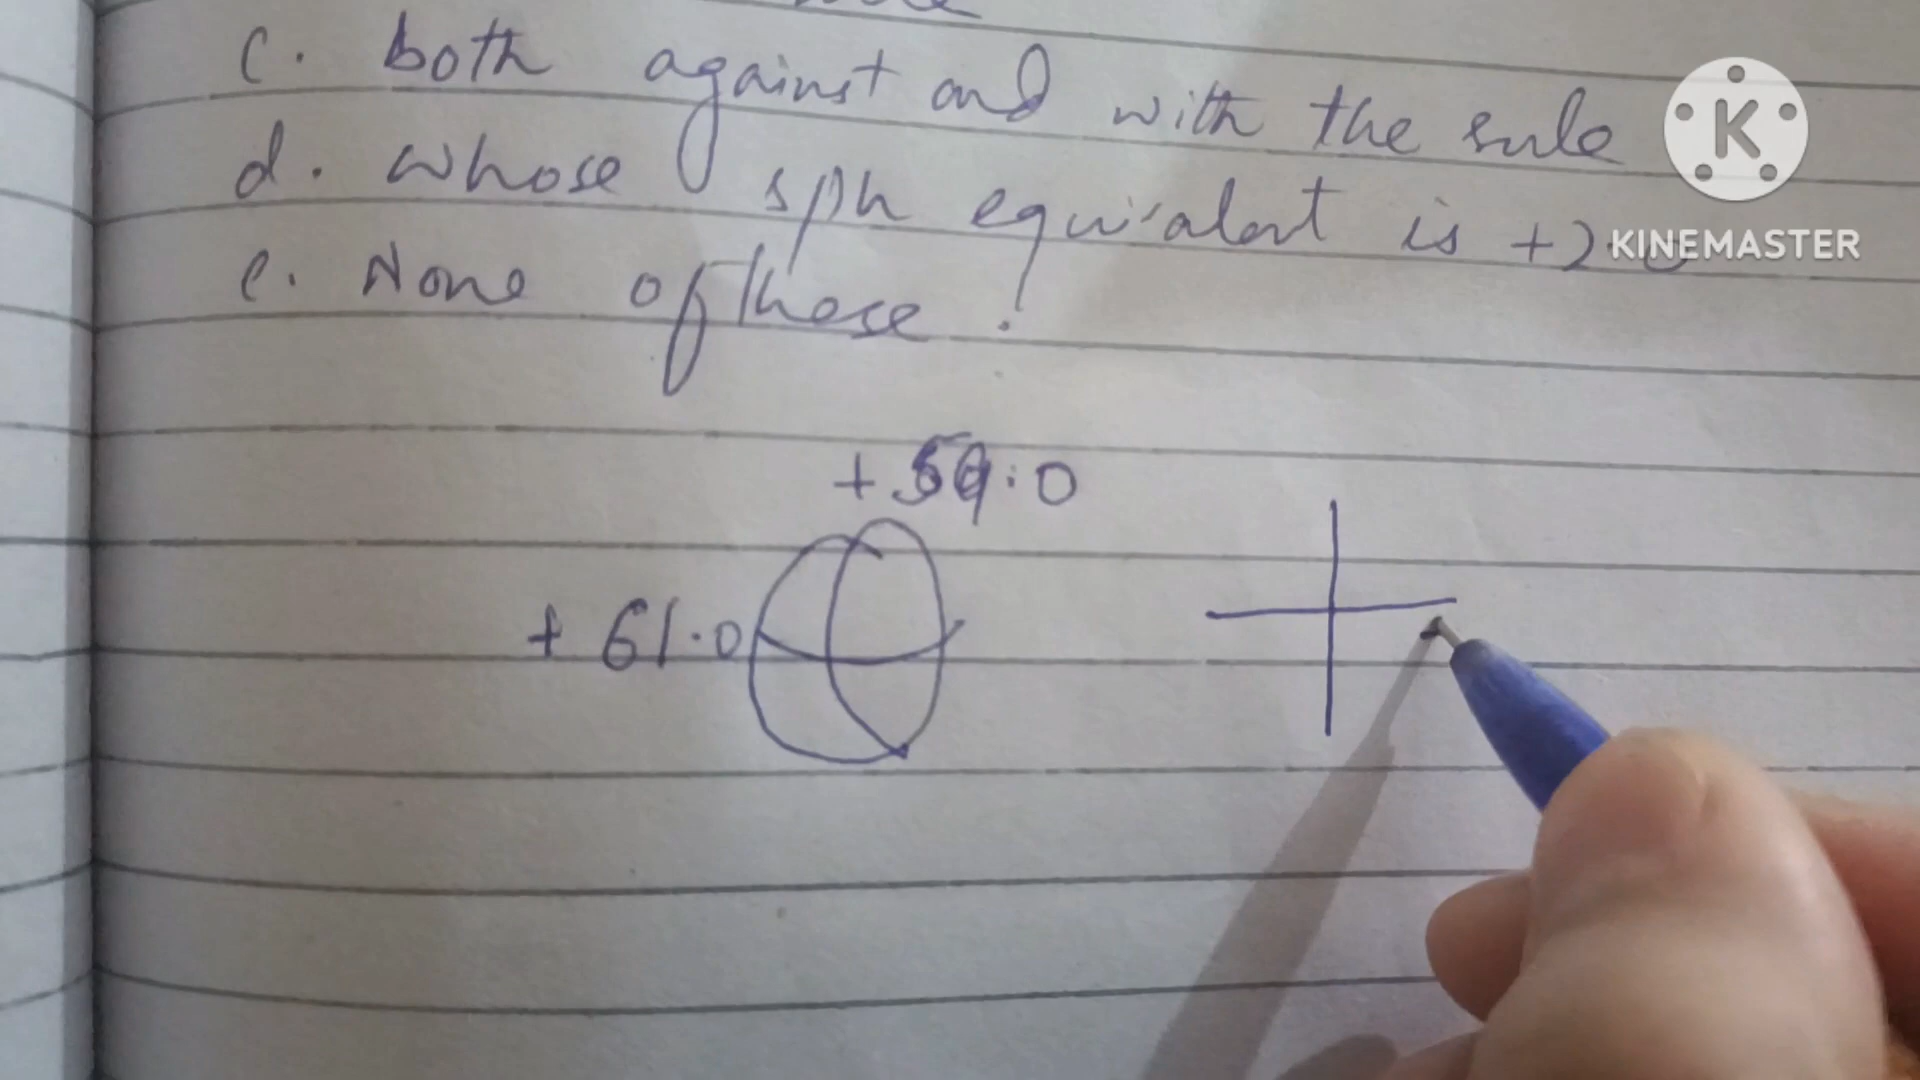 c. both against and with the rule
d. whose sph equivalent is +2.0
e. None of these.
+ 59.0
+ 61.0
K
KINEMASTER